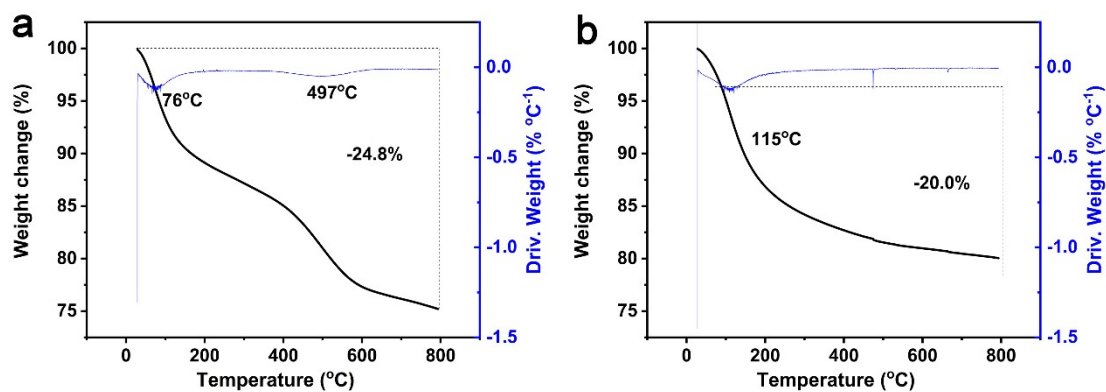 a
100
95
90
85
80
75
Weight change (%)
0
200
400
600
800
Temperature (°C)
0.0
-0.5
-1.0
-1.5
Driv. Weight (% °C⁻¹)
76°C
497°C
-24.8%
b
100
95
90
85
80
75
Weight change (%)
0
200
400
600
800
Temperature (°C)
0.0
-0.5
-1.0
-1.5
Driv. Weight (% °C⁻¹)
115°C
-20.0%